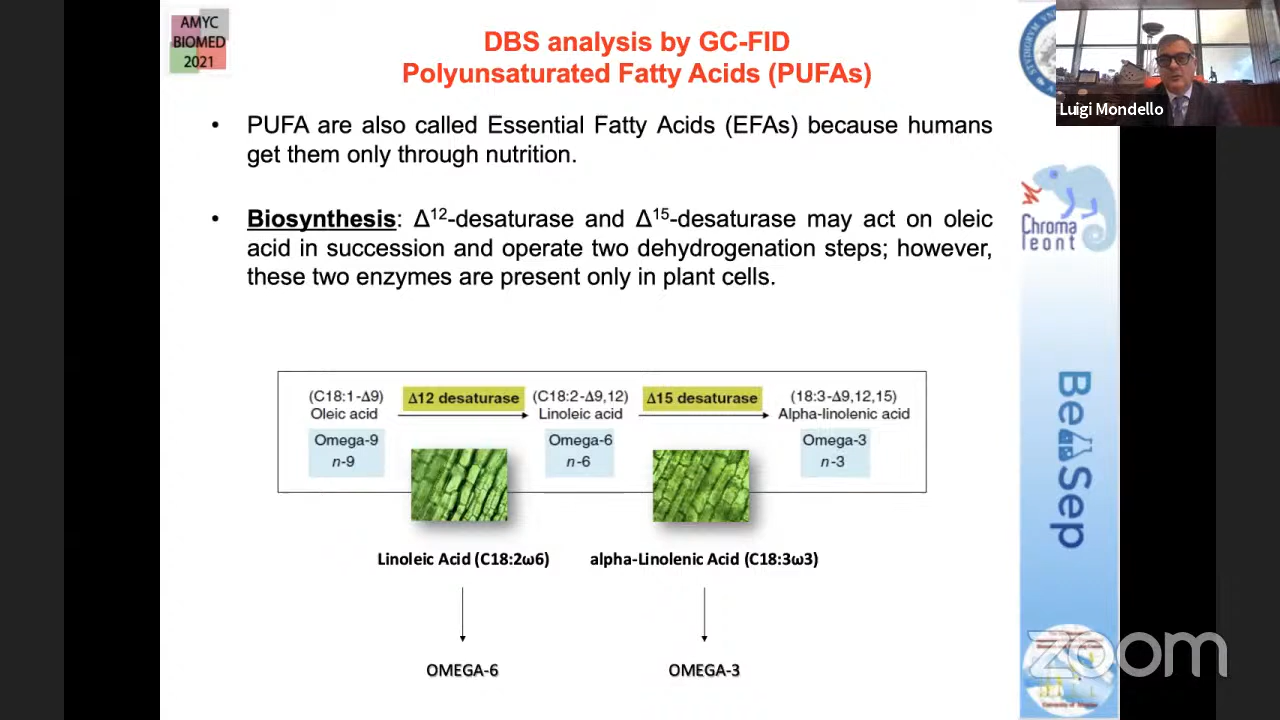 AMYC
BIOMED
2021
DBS analysis by GC-FID
Polyunsaturated Fatty Acids (PUFAs)
Luigi Mondello
• PUFA are also called Essential Fatty Acids (EFAs) because humans
get them only through nutrition.
• Biosynthesis: Δ12-desaturase and Δ15-desaturase may act on oleic
acid in succession and operate two dehydrogenation steps; however,
these two enzymes are present only in plant cells.
Chroma
leont
(C18:1-Δ9) Δ12 desaturase (C18:2-Δ9,12) Δ15 desaturase (18:3-Δ9,12,15)
Oleic acid Linoleic acid Alpha-linolenic acid
Omega-9 Omega-6 Omega-3
n-9 n-6 n-3
BeSep
Linoleic Acid (C18:2ω6) alpha-Linolenic Acid (C18:3ω3)
OMEGA-6 OMEGA-3
zoom